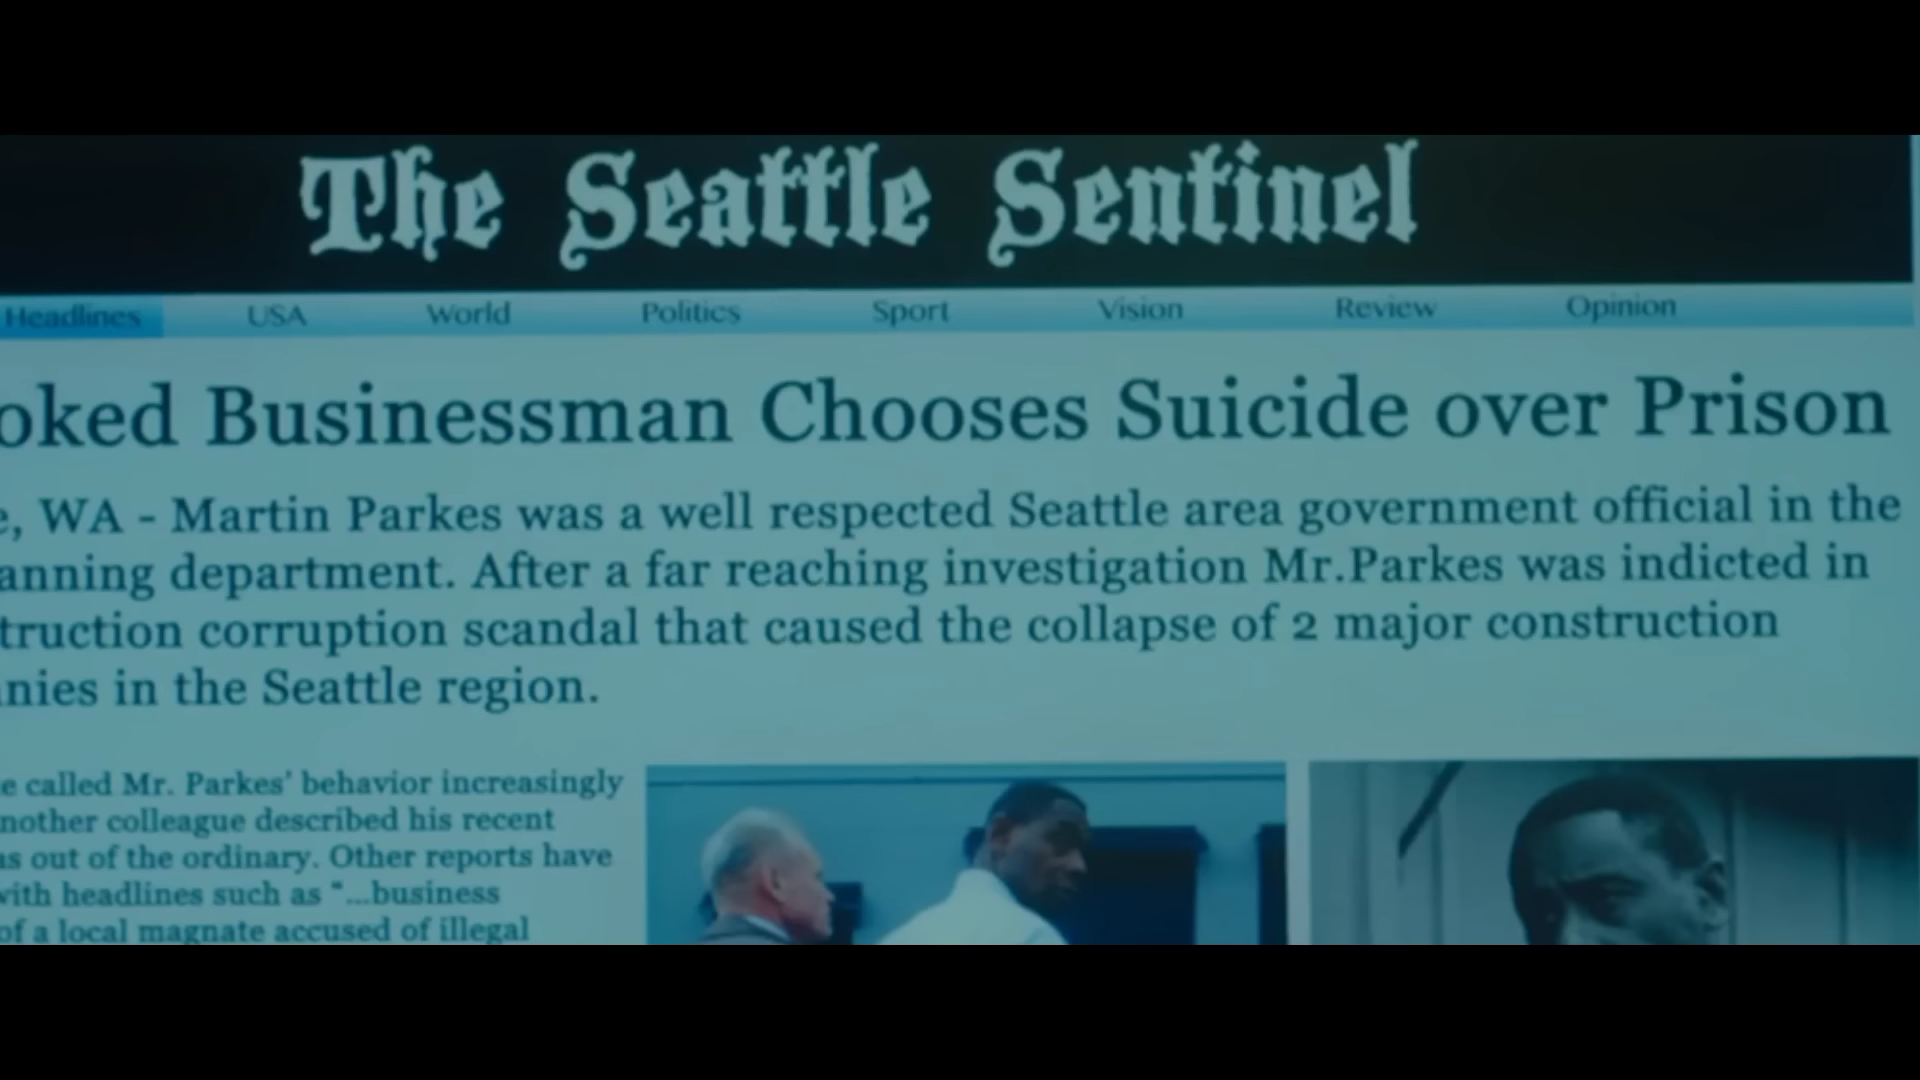 The Seattle Sentinel
Headlines USA World Politics Sport Vision Review Opinion
oked Businessman Chooses Suicide over Prison
e, WA - Martin Parkes was a well respected Seattle area government official in the
anning department. After a far reaching investigation Mr.Parkes was indicted in
truction corruption scandal that caused the collapse of 2 major construction
nies in the Seattle region.
e called Mr. Parkes' behavior increasingly
nother colleague described his recent
as out of the ordinary. Other reports have
with headlines such as "...business
of a local magnate accused of illegal